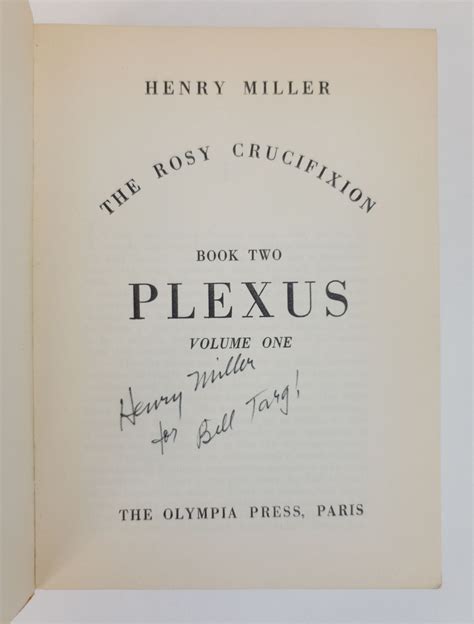 HENRY MILLER
THE ROSY CRUCIFIXION
BOOK TWO
PLEXUS
VOLUME ONE
Henry Miller
for Bill Targ!
THE OLYMPIA PRESS, PARIS